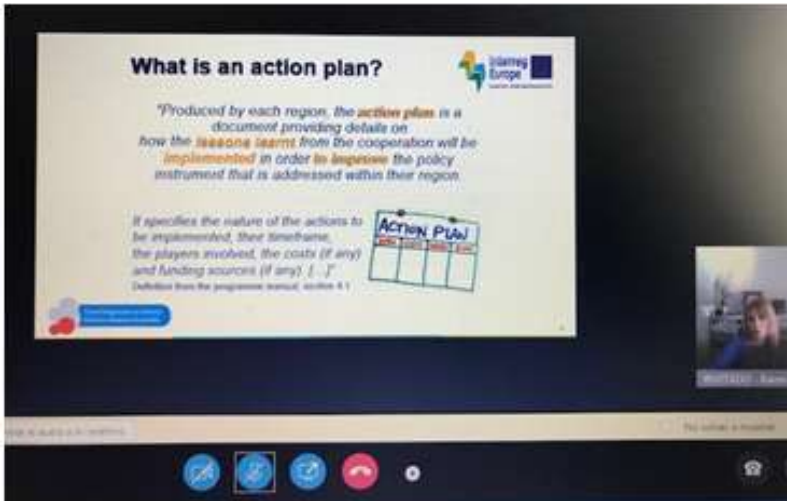 What is an action plan?
Interreg
Europe
"Produced by each region, the action plan is a
document providing details on
how the lessons learnt from the cooperation will be
implemented in order to improve the policy
instrument that is addressed within their region
It specifies the nature of the actions to
be implemented, their timeframe,
the players involved, the costs (if any)
and funding sources (if any). [...]"
Definition from the programme manual, section 4.1
ACTION PLAN